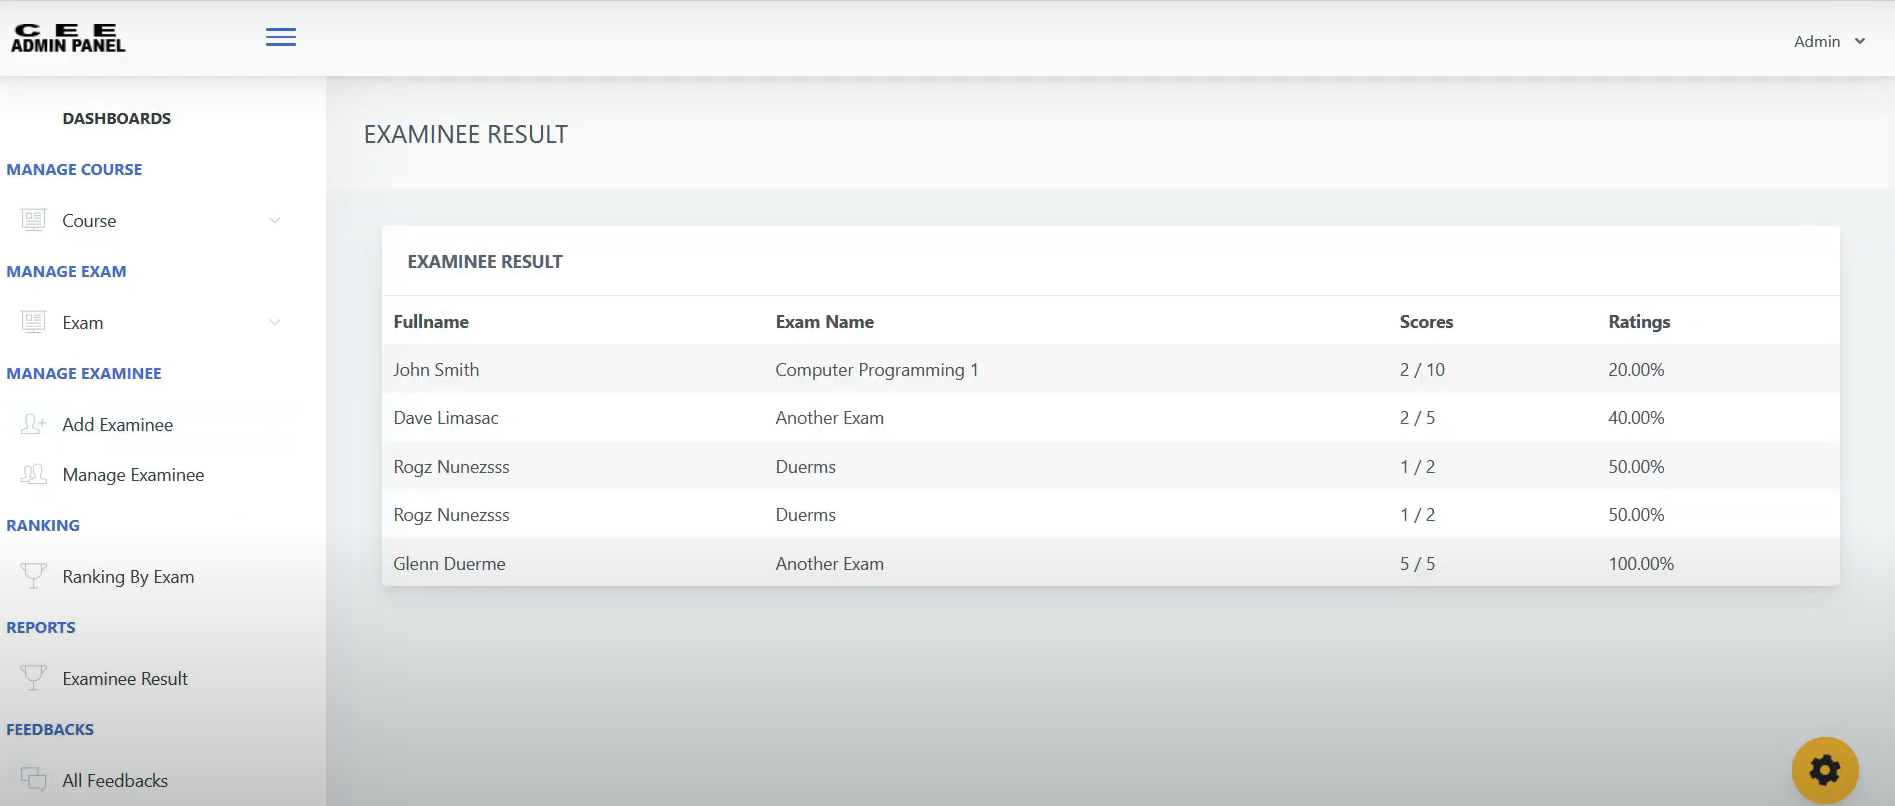 C E E
ADMIN PANEL
Admin
DASHBOARDS
MANAGE COURSE
Course
MANAGE EXAM
Exam
MANAGE EXAMINEE
Add Examinee
Manage Examinee
RANKING
Ranking By Exam
REPORTS
Examinee Result
FEEDBACKS
All Feedbacks
EXAMINEE RESULT
EXAMINEE RESULT
Fullname Exam Name Scores Ratings
John Smith Computer Programming 1 2 / 10 20.00%
Dave Limasac Another Exam 2 / 5 40.00%
Rogz Nunezsss Duerms 1 / 2 50.00%
Rogz Nunezsss Duerms 1 / 2 50.00%
Glenn Duerme Another Exam 5 / 5 100.00%